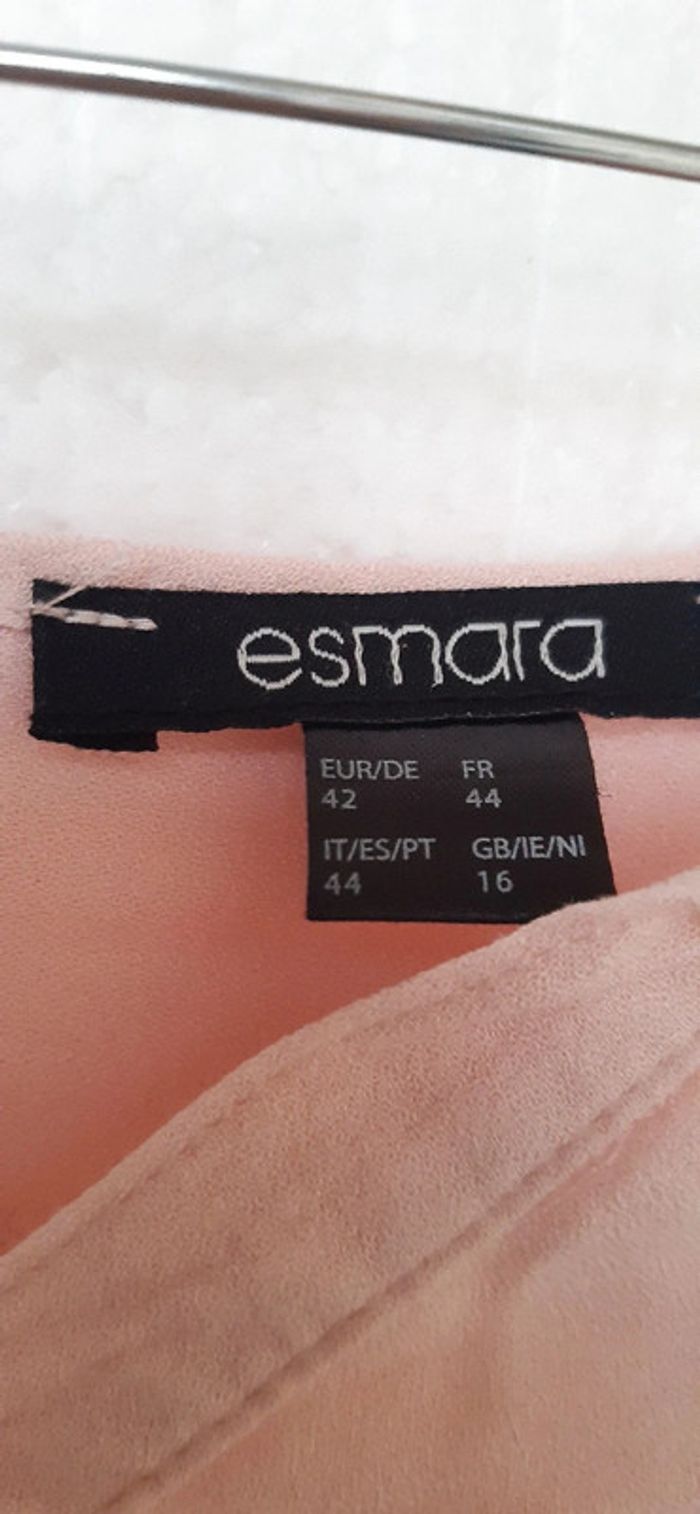 esmara
EUR/DE FR
42 44
IT/ES/PT GB/IE/NI
44 16